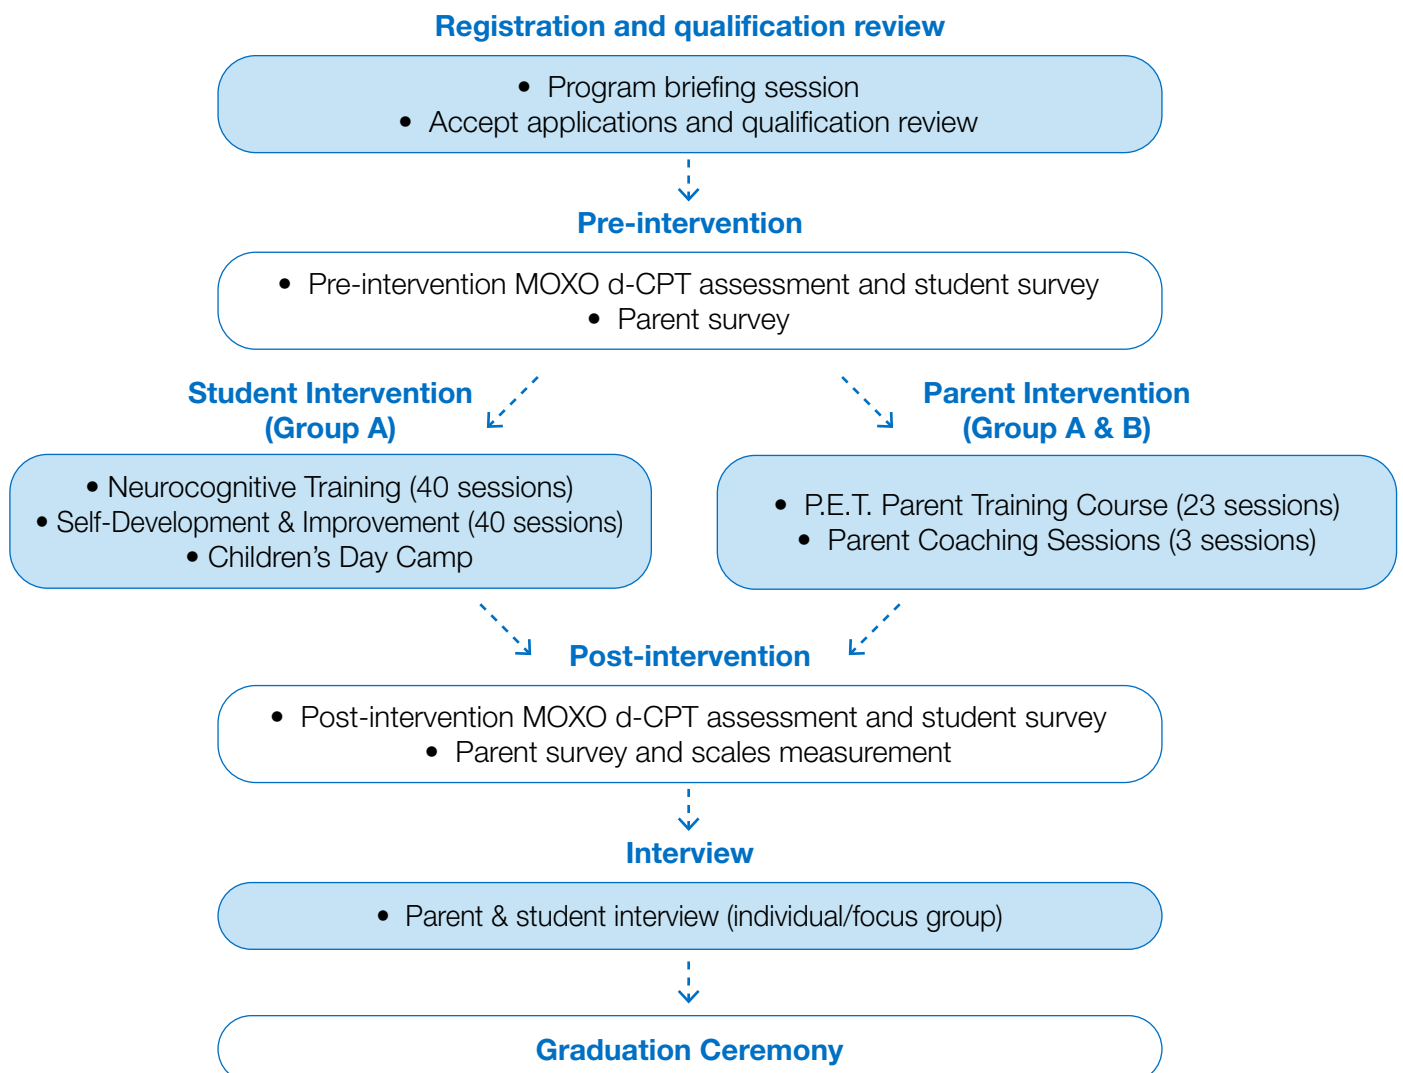 Registration and qualification review
• Program briefing session
• Accept applications and qualification review
Pre-intervention
• Pre-intervention MOXO d-CPT assessment and student survey
• Parent survey
Student Intervention
(Group A)
• Neurocognitive Training (40 sessions)
• Self-Development & Improvement (40 sessions)
• Children’s Day Camp
Parent Intervention
(Group A & B)
• P.E.T. Parent Training Course (23 sessions)
• Parent Coaching Sessions (3 sessions)
Post-intervention
• Post-intervention MOXO d-CPT assessment and student survey
• Parent survey and scales measurement
Interview
• Parent & student interview (individual/focus group)
Graduation Ceremony